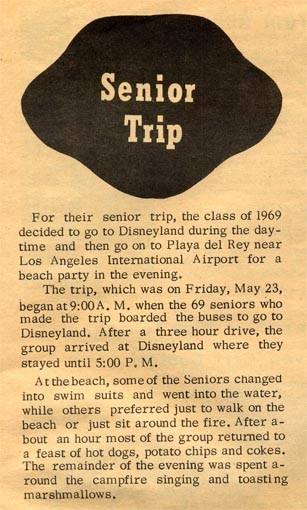 Senior
Trip
For their senior trip, the class of 1969
decided to go to Disneyland during the day-
time and then go on to Playa del Rey near
Los Angeles International Airport for a
beach party in the evening.
The trip, which was on Friday, May 23,
began at 9:00 A. M. when the 69 seniors who
made the trip boarded the buses to go to
Disneyland. After a three hour drive, the
group arrived at Disneyland where they
stayed until 5:00 P. M.
At the beach, some of the Seniors changed
into swim suits and went into the water,
while others preferred just to walk on the
beach or just sit around the fire. After a-
bout an hour most of the group returned to
a feast of hot dogs, potato chips and cokes.
The remainder of the evening was spent a-
round the campfire singing and toasting
marshmallows.